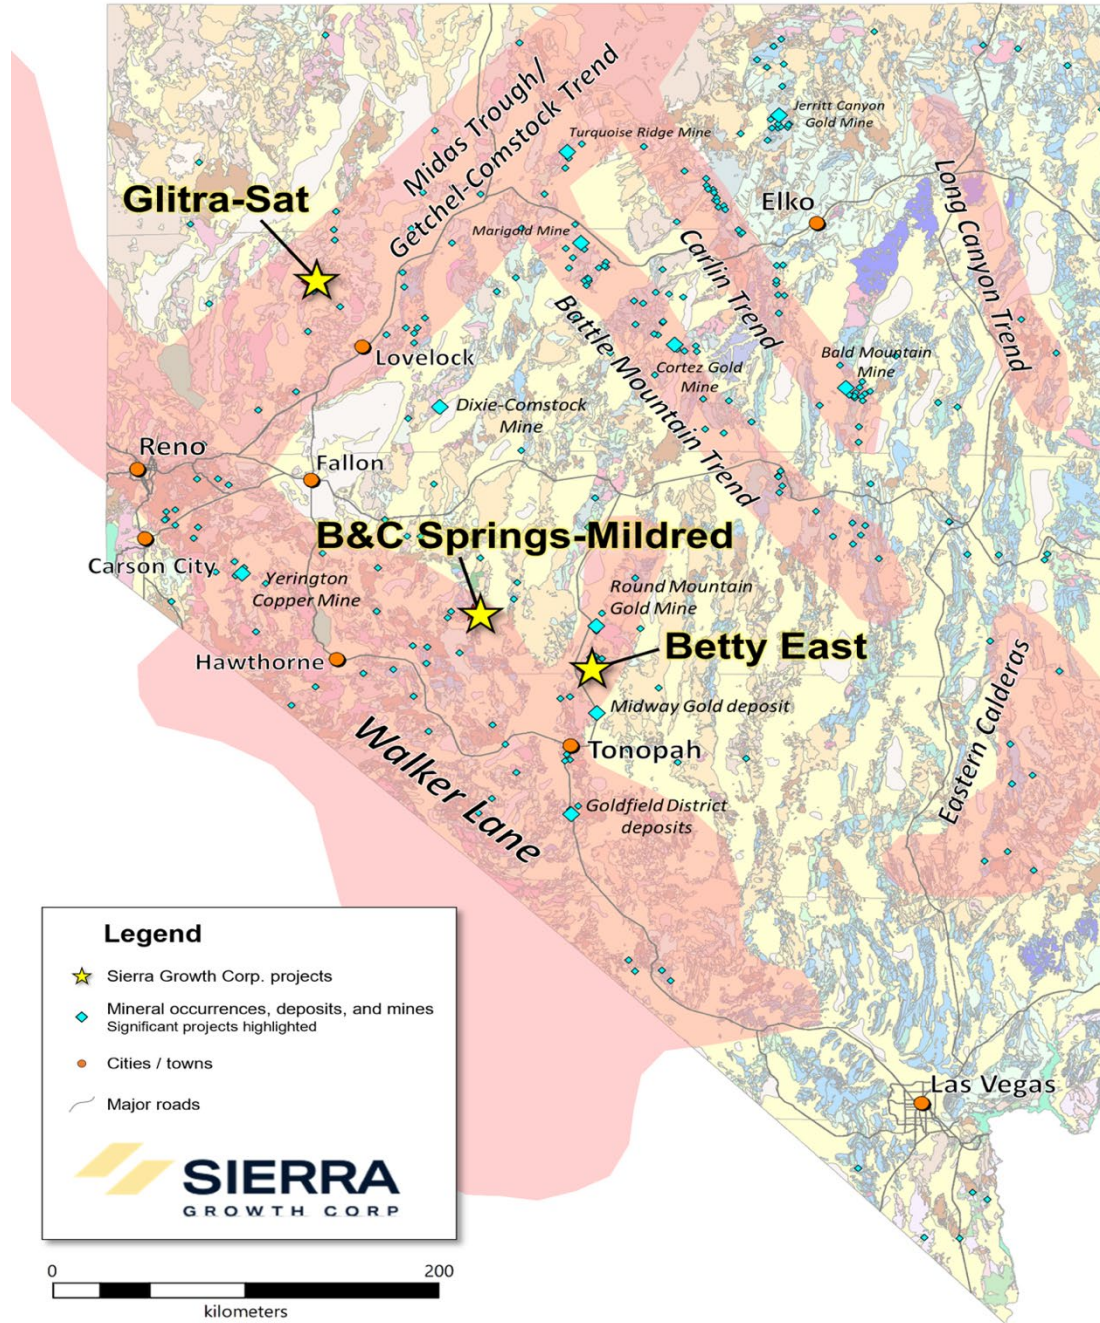 Midas Trough/
Getchel-Comstock Trend
Jerritt Canyon
Gold Mine
Turquoise Ridge Mine
Glitra-Sat
Elko
Long Canyon Trend
Marigold Mine
Carlin Trend
Battle Mountain Trend
Lovelock
Cortez Gold
Mine
Bald Mountain
Mine
Dixie-Comstock
Mine
Reno
Fallon
B&C Springs-Mildred
Carson City
Yerington
Copper Mine
Round Mountain
Gold Mine
Betty East
Hawthorne
Midway Gold deposit
Eastern Calderas
Walker Lane
Tonopah
Goldfield District
deposits
Las Vegas
Legend
Sierra Growth Corp. projects
Mineral occurrences, deposits, and mines
Significant projects highlighted
Cities / towns
Major roads
SIERRA
GROWTH CORP
0 200
kilometers